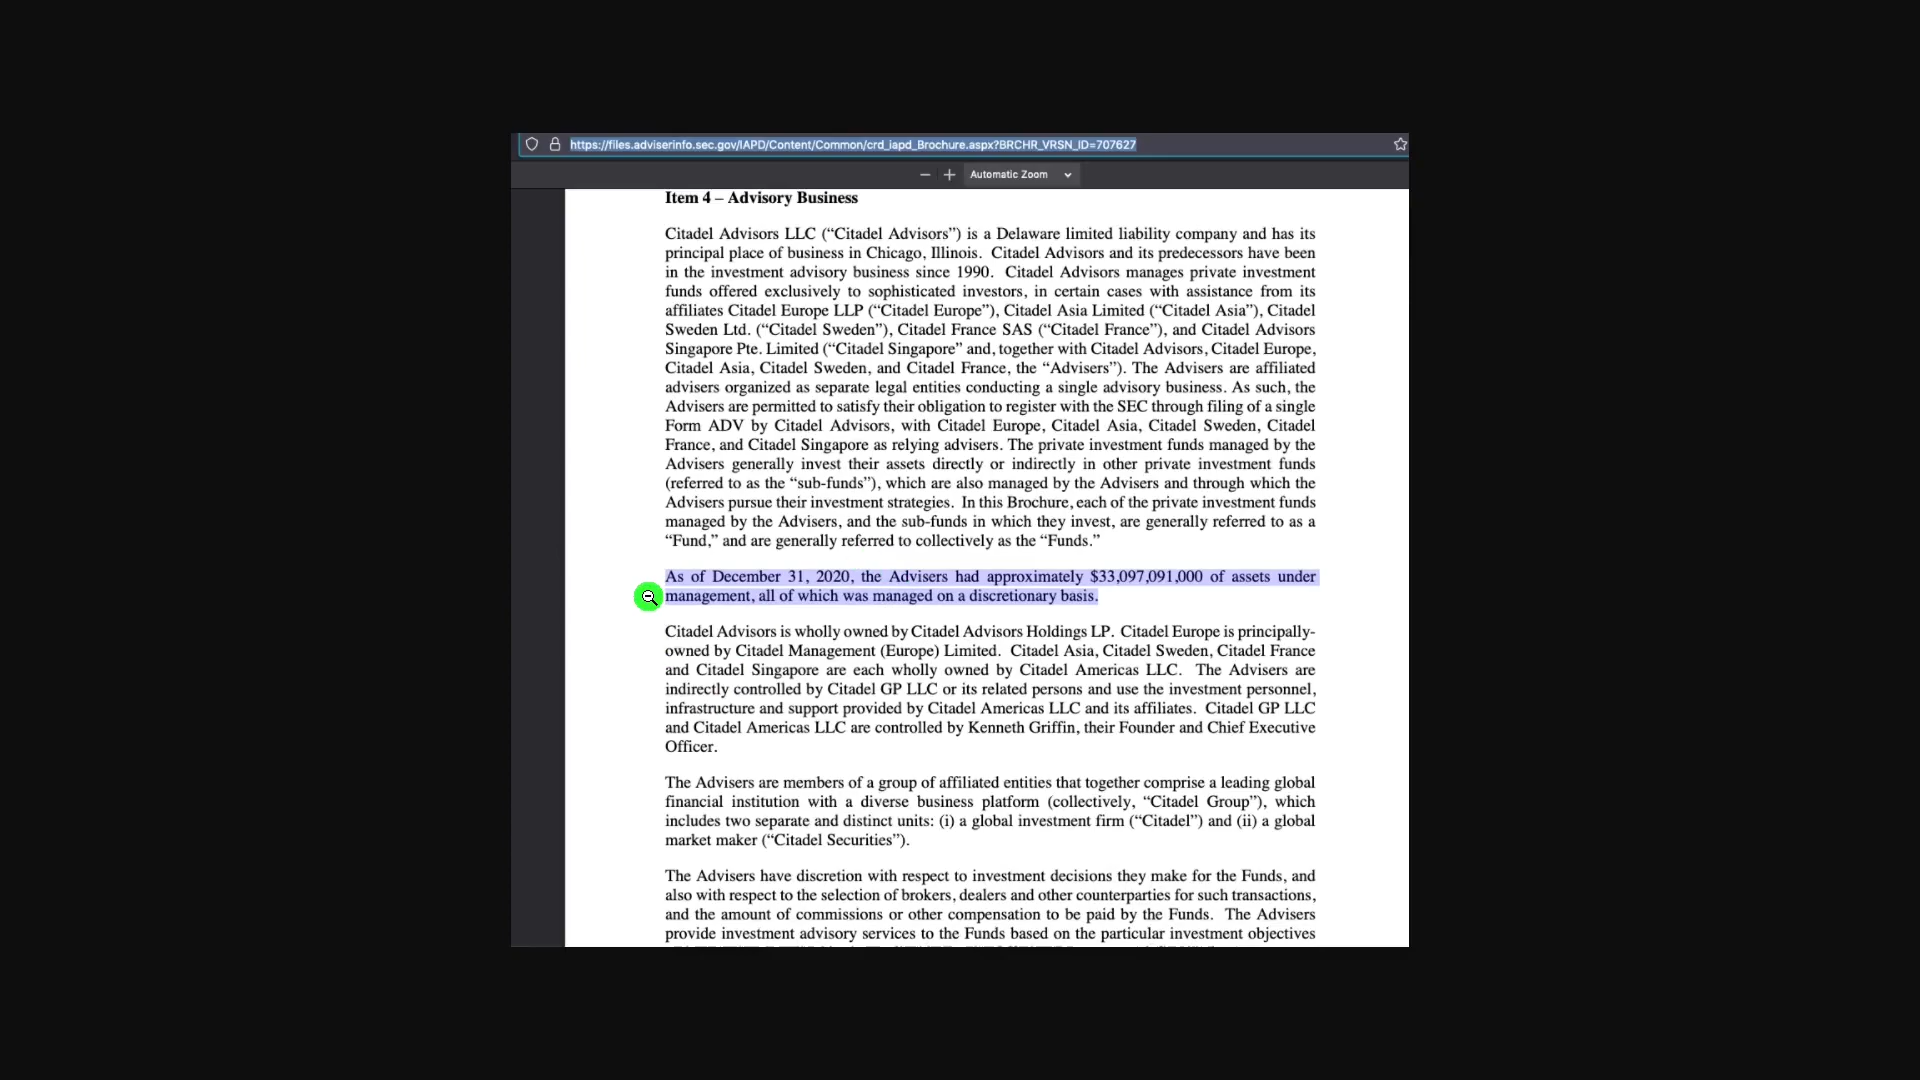 https://files.adviserinfo.sec.gov/IAPD/Content/Common/crd_iapd_Brochure.aspx?BRCHR_VRSN_ID=707627
Automatic Zoom
Item 4 – Advisory Business
Citadel Advisors LLC (“Citadel Advisors”) is a Delaware limited liability company and has its
principal place of business in Chicago, Illinois. Citadel Advisors and its predecessors have been
in the investment advisory business since 1990. Citadel Advisors manages private investment
funds offered exclusively to sophisticated investors, in certain cases with assistance from its
affiliates Citadel Europe LLP (“Citadel Europe”), Citadel Asia Limited (“Citadel Asia”), Citadel
Sweden Ltd. (“Citadel Sweden”), Citadel France SAS (“Citadel France”), and Citadel Advisors
Singapore Pte. Limited (“Citadel Singapore” and, together with Citadel Advisors, Citadel Europe,
Citadel Asia, Citadel Sweden, and Citadel France, the “Advisers”). The Advisers are affiliated
advisers organized as separate legal entities conducting a single advisory business. As such, the
Advisers are permitted to satisfy their obligation to register with the SEC through filing of a single
Form ADV by Citadel Advisors, with Citadel Europe, Citadel Asia, Citadel Sweden, Citadel
France, and Citadel Singapore as relying advisers. The private investment funds managed by the
Advisers generally invest their assets directly or indirectly in other private investment funds
(referred to as the “sub-funds”), which are also managed by the Advisers and through which the
Advisers pursue their investment strategies. In this Brochure, each of the private investment funds
managed by the Advisers, and the sub-funds in which they invest, are generally referred to as a
“Fund,” and are generally referred to collectively as the “Funds.”
As of December 31, 2020, the Advisers had approximately $33,097,091,000 of assets under
management, all of which was managed on a discretionary basis.
Citadel Advisors is wholly owned by Citadel Advisors Holdings LP. Citadel Europe is principally-
owned by Citadel Management (Europe) Limited. Citadel Asia, Citadel Sweden, Citadel France
and Citadel Singapore are each wholly owned by Citadel Americas LLC. The Advisers are
indirectly controlled by Citadel GP LLC or its related persons and use the investment personnel,
infrastructure and support provided by Citadel Americas LLC and its affiliates. Citadel GP LLC
and Citadel Americas LLC are controlled by Kenneth Griffin, their Founder and Chief Executive
Officer.
The Advisers are members of a group of affiliated entities that together comprise a leading global
financial institution with a diverse business platform (collectively, “Citadel Group”), which
includes two separate and distinct units: (i) a global investment firm (“Citadel”) and (ii) a global
market maker (“Citadel Securities”).
The Advisers have discretion with respect to investment decisions they make for the Funds, and
also with respect to the selection of brokers, dealers and other counterparties for such transactions,
and the amount of commissions or other compensation to be paid by the Funds. The Advisers
provide investment advisory services to the Funds based on the particular investment objectives